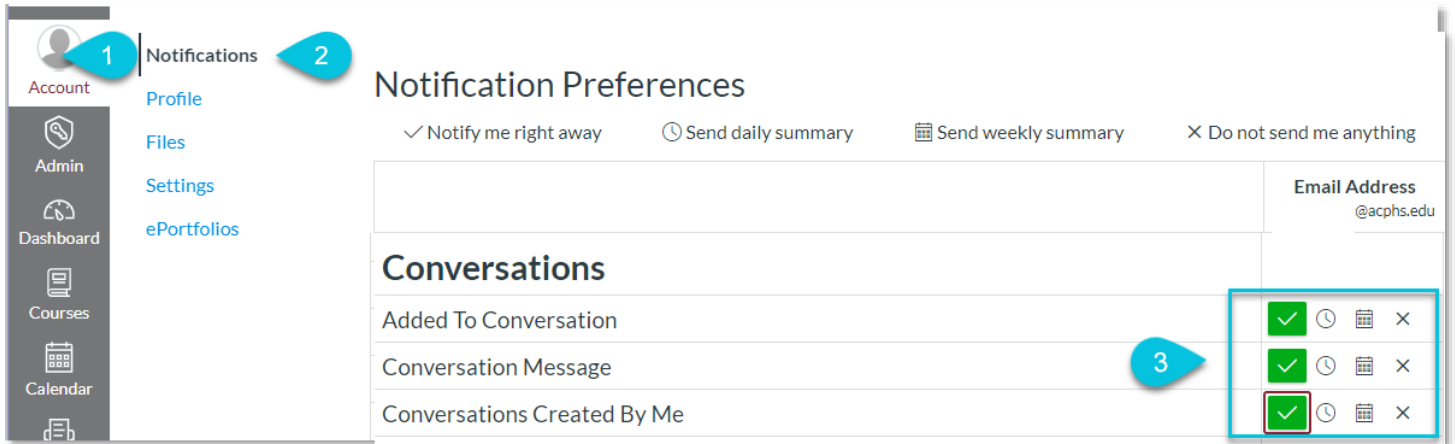 1
Account
Admin
Dashboard
Courses
Calendar
Notifications
2
Profile
Files
Settings
ePortfolios
Notification Preferences
Notify me right away
Send daily summary
Send weekly summary
Do not send me anything
Email Address
@acphs.edu
Conversations
Added To Conversation
Conversation Message
3
Conversations Created By Me